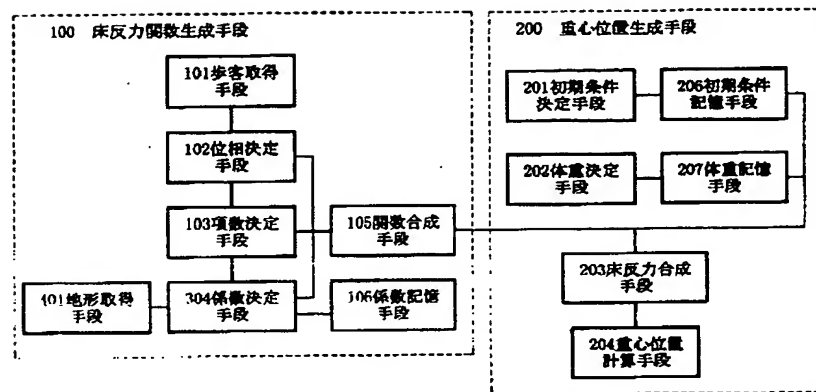 100 床反力関数生成手段
101歩容取得
手段
102位相決定
手段
103項数決定
手段
105関数合成
手段
401地形取得
手段
304係数決定
手段
106係数記憶
手段
200 重心位置生成手段
201初期条件
決定手段
206初期条件
記憶手段
202体重決定
手段
207体重記憶
手段
203床反力合成
手段
204重心位置
計算手段